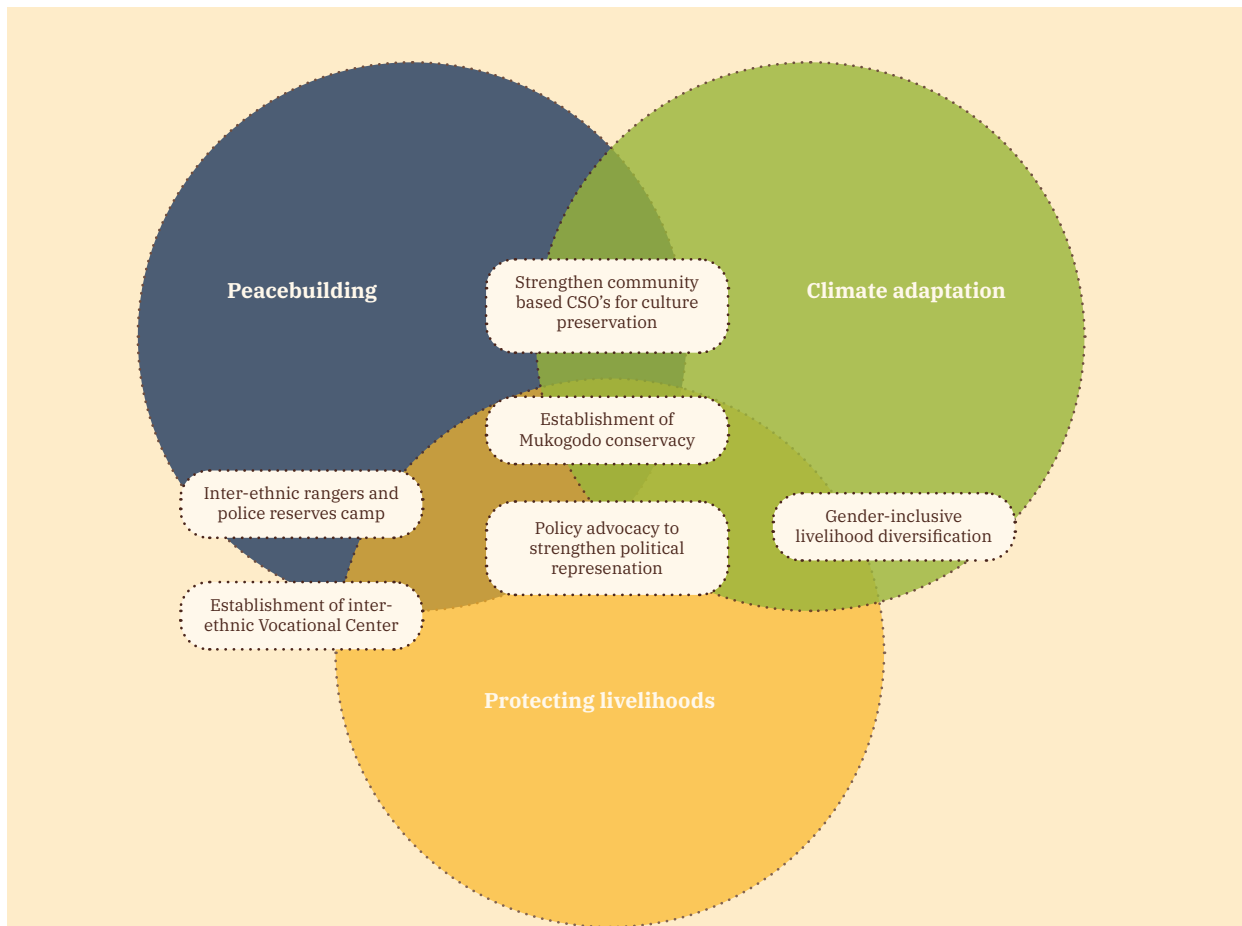 Peacebuilding
Climate adaptation
Strengthen community
based CSO’s for culture
preservation
Establishment of
Mukogodo conservacy
Inter-ethnic rangers and
police reserves camp
Policy advocacy to
strengthen political
represenation
Gender-inclusive
livelihood diversification
Establishment of inter-
ethnic Vocational Center
Protecting livelihoods